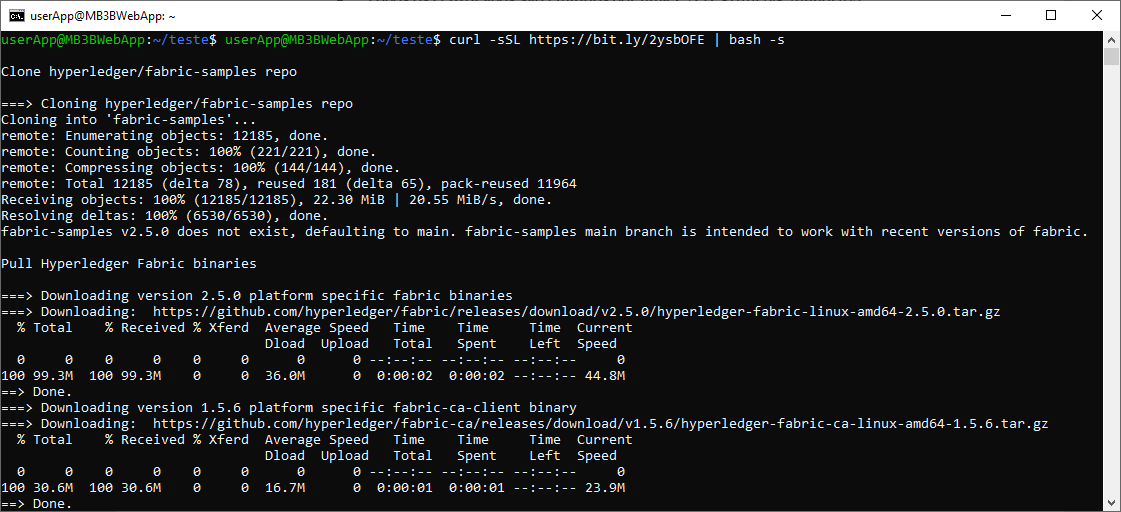 userApp@MB3BWebApp: ~
userApp@MB3BWebApp:~/teste$ userApp@MB3BWebApp:~/teste$ curl -sSL https://bit.ly/2ysbOFE | bash -s
Clone hyperledger/fabric-samples repo
===> Cloning hyperledger/fabric-samples repo
Cloning into 'fabric-samples'...
remote: Enumerating objects: 12185, done.
remote: Counting objects: 100% (221/221), done.
remote: Compressing objects: 100% (144/144), done.
remote: Total 12185 (delta 78), reused 181 (delta 65), pack-reused 11964
Receiving objects: 100% (12185/12185), 22.30 MiB | 20.55 MiB/s, done.
Resolving deltas: 100% (6530/6530), done.
fabric-samples v2.5.0 does not exist, defaulting to main. fabric-samples main branch is intended to work with recent versions of fabric.
Pull Hyperledger Fabric binaries
===> Downloading version 2.5.0 platform specific fabric binaries
===> Downloading:  https://github.com/hyperledger/fabric/releases/download/v2.5.0/hyperledger-fabric-linux-amd64-2.5.0.tar.gz
  % Total    % Received % Xferd  Average Speed   Time    Time     Time  Current
                                 Dload  Upload   Total   Spent    Left  Speed
  0     0    0     0    0     0      0      0 --:--:-- --:--:-- --:--:--     0
100 99.3M  100 99.3M    0     0  36.0M      0  0:00:02  0:00:02 --:--:-- 44.8M
==> Done.
===> Downloading version 1.5.6 platform specific fabric-ca-client binary
===> Downloading:  https://github.com/hyperledger/fabric-ca/releases/download/v1.5.6/hyperledger-fabric-ca-linux-amd64-1.5.6.tar.gz
  % Total    % Received % Xferd  Average Speed   Time    Time     Time  Current
                                 Dload  Upload   Total   Spent    Left  Speed
  0     0    0     0    0     0      0      0 --:--:-- --:--:-- --:--:--     0
100 30.6M  100 30.6M    0     0  16.7M      0  0:00:01  0:00:01 --:--:-- 23.9M
==> Done.